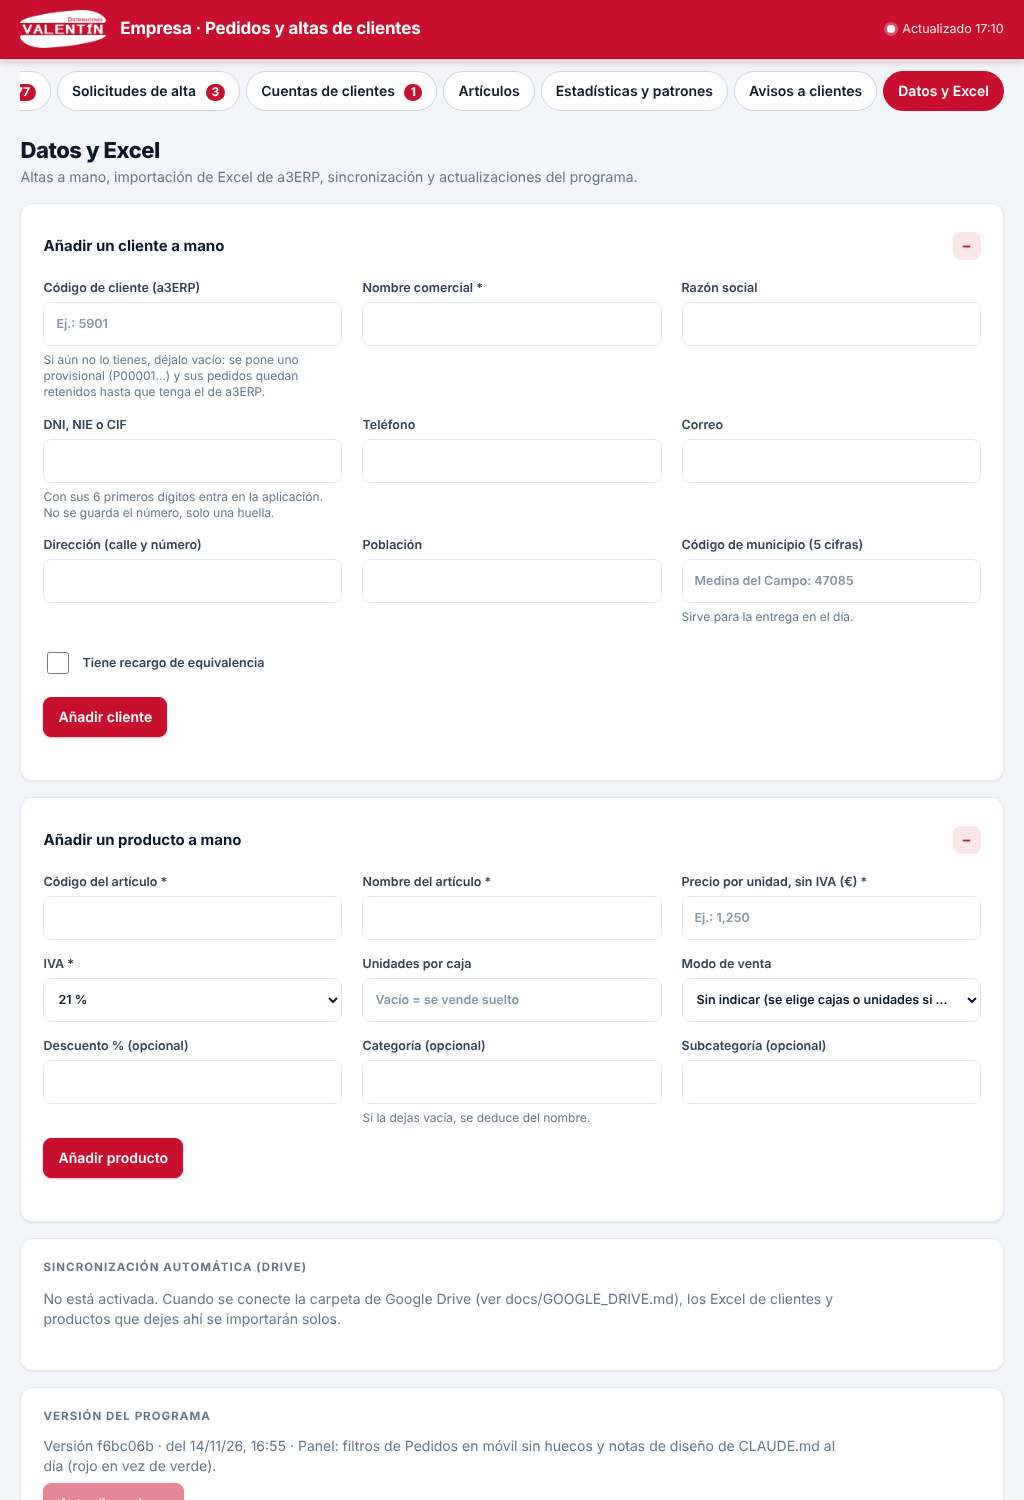 Distribuciones
VALENTÍN
Empresa · Pedidos y altas de clientes
Actualizado 17:10
Solicitudes de alta 3
Cuentas de clientes 1
Artículos
Estadísticas y patrones
Avisos a clientes
Datos y Excel
Datos y Excel
Altas a mano, importación de Excel de a3ERP, sincronización y actualizaciones del programa.
Añadir un cliente a mano
–
Código de cliente (a3ERP)
Nombre comercial *
Razón social
Ej.: 5901
Si aún no lo tienes, déjalo vacío: se pone uno
provisional (P00001…) y sus pedidos quedan
retenidos hasta que tenga el de a3ERP.
DNI, NIE o CIF
Teléfono
Correo
Con sus 6 primeros dígitos entra en la aplicación.
No se guarda el número, solo una huella.
Dirección (calle y número)
Población
Código de municipio (5 cifras)
Medina del Campo: 47085
Sirve para la entrega en el día.
Tiene recargo de equivalencia
Añadir cliente
Añadir un producto a mano
–
Código del artículo *
Nombre del artículo *
Precio por unidad, sin IVA (€) *
Ej.: 1,250
IVA *
Unidades por caja
Modo de venta
21 %
Vacío = se vende suelto
Sin indicar (se elige cajas o unidades si ...
Descuento % (opcional)
Categoría (opcional)
Subcategoría (opcional)
Si la dejas vacía, se deduce del nombre.
Añadir producto
SINCRONIZACIÓN AUTOMÁTICA (DRIVE)
No está activada. Cuando se conecte la carpeta de Google Drive (ver docs/GOOGLE_DRIVE.md), los Excel de clientes y
productos que dejes ahí se importarán solos.
VERSIÓN DEL PROGRAMA
Versión f6bc06b · del 14/11/26, 16:55 · Panel: filtros de Pedidos en móvil sin huecos y notas de diseño de CLAUDE.md al
día (rojo en vez de verde).